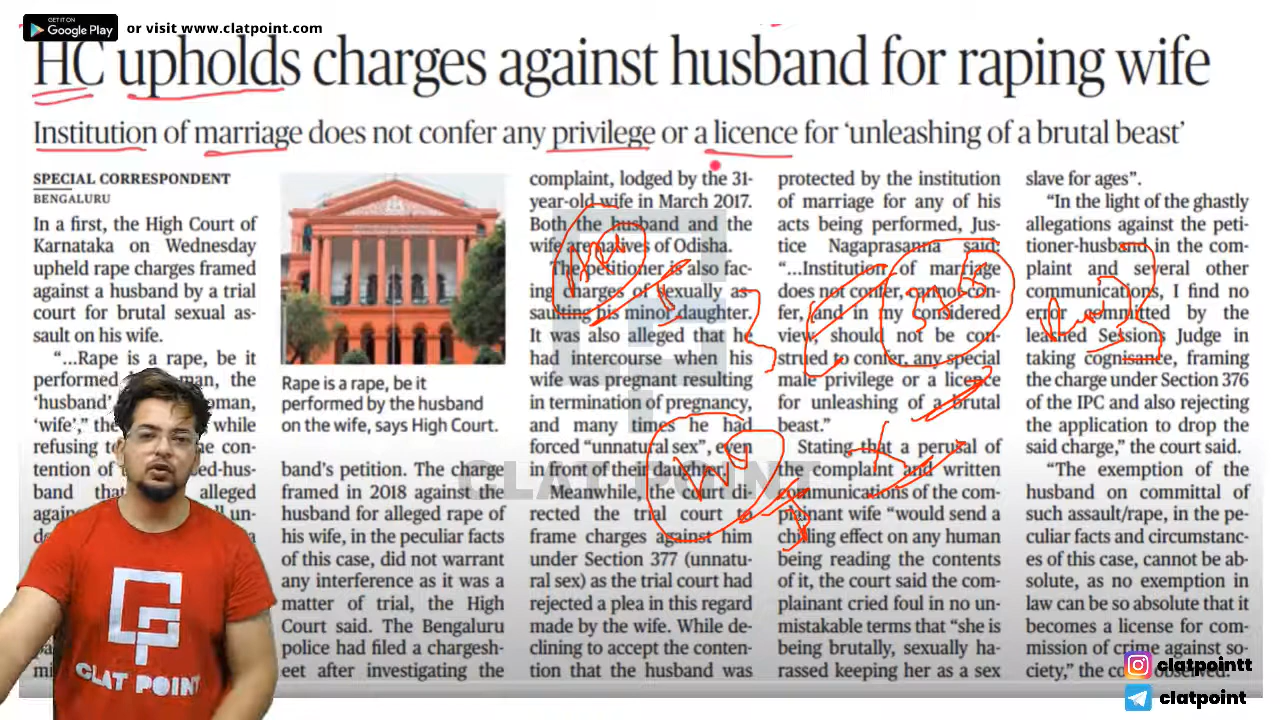 GET IT ON
Google Play
or visit www.clatpoint.com
HC upholds charges against husband for raping wife
Institution of marriage does not confer any privilege or a licence for ‘unleashing of a brutal beast’
SPECIAL CORRESPONDENT
BENGALURU
In a first, the High Court of
Karnataka on Wednesday
upheld rape charges framed
against a husband by a trial
court for brutal sexual as-
sault on his wife.
“...Rape is a rape, be it
performed
‘husband’,
‘wife’,” the while
refusing to
tention of
band alleged
Rape is a rape, be it
performed by the husband
on the wife, says High Court.
band’s petition. The charge
framed in 2018 against the
husband for alleged rape of
his wife, in the peculiar facts
of this case, did not warrant
any interference as it was a
matter of trial, the High
Court said. The Bengaluru
police had filed a chargesh-
eet after investigating the
complaint, lodged by the 31-
year-old wife in March 2017.
Both the husband and the
wife are natives of Odisha.
The petitioner is also fac-
ing charges of sexually as-
saulting his minor daughter.
It was also alleged that he
had intercourse when his
wife was pregnant resulting
in termination of pregnancy,
and many times he had
forced “unnatural sex”, even
in front of their daughter.
Meanwhile, the court di-
rected the trial court to
frame charges against him
under Section 377 (unnatu-
ral sex) as the trial court had
rejected a plea in this regard
made by the wife. While de-
clining to accept the conten-
tion that the husband was
protected by the institution
of marriage for any of his
acts being performed, Jus-
tice Nagaprasanna said:
“...Institution of marriage
does not confer, cannot con-
fer, and in my considered
view, should not be con-
strued to confer, any special
male privilege or a licence
for unleashing of a brutal
beast.”
Stating that a perusal of
the complaint and written
communications of the com-
plainant wife “would send a
chilling effect on any human
being reading the contents
of it, the court said the com-
plainant cried foul in no un-
mistakable terms that “she is
being brutally, sexually ha-
rassed keeping her as a sex
slave for ages”.
“In the light of the ghastly
allegations against the peti-
tioner-husband in the com-
plaint and several other
communications, I find no
error committed by the
learned Sessions Judge in
taking cognisance, framing
the charge under Section 376
of the IPC and also rejecting
the application to drop the
said charge,” the court said.
“The exemption of the
husband on committal of
such assault/rape, in the pe-
culiar facts and circumstanc-
es of this case, cannot be ab-
solute, as no exemption in
law can be so absolute that it
becomes a license for com-
mission of crime against so-
ciety,” the court observed.
CLAT POINT
CLAT POINT
clatpointt
clatpoint